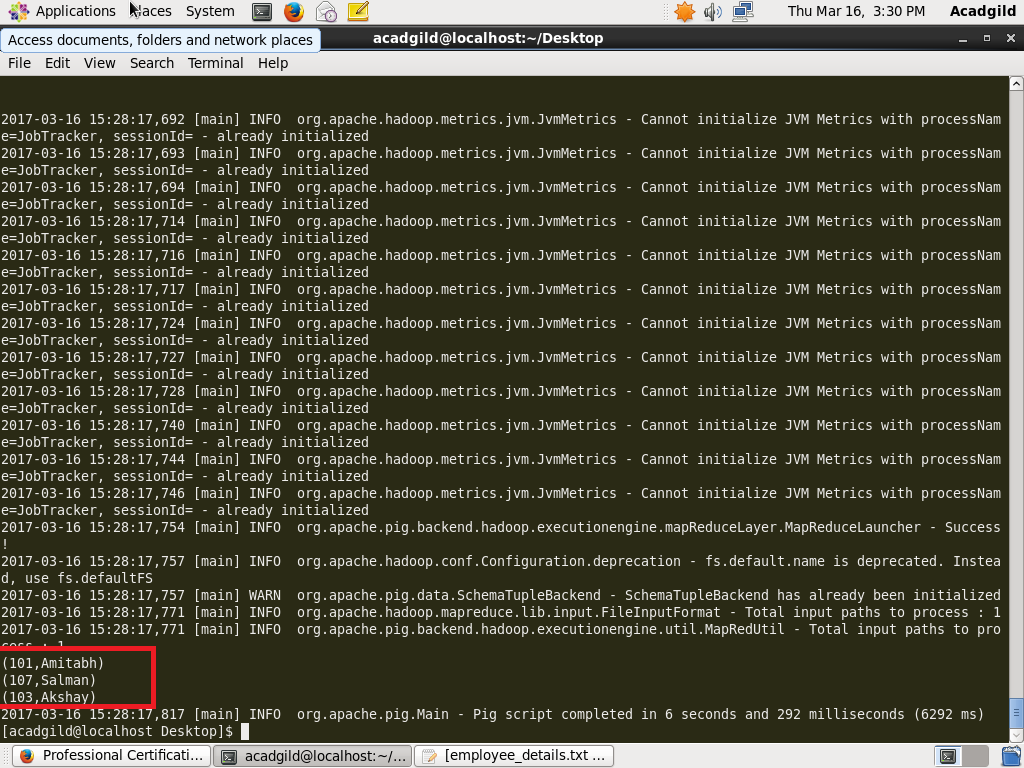 Applications Places System Thu Mar 16, 3:30 PM Acadgild
Access documents, folders and network places
acadgild@localhost:~/Desktop
File Edit View Search Terminal Help
2017-03-16 15:28:17,692 [main] INFO  org.apache.hadoop.metrics.jvm.JvmMetrics - Cannot initialize JVM Metrics with processNam
e=JobTracker, sessionId= - already initialized
2017-03-16 15:28:17,693 [main] INFO  org.apache.hadoop.metrics.jvm.JvmMetrics - Cannot initialize JVM Metrics with processNam
e=JobTracker, sessionId= - already initialized
2017-03-16 15:28:17,694 [main] INFO  org.apache.hadoop.metrics.jvm.JvmMetrics - Cannot initialize JVM Metrics with processNam
e=JobTracker, sessionId= - already initialized
2017-03-16 15:28:17,714 [main] INFO  org.apache.hadoop.metrics.jvm.JvmMetrics - Cannot initialize JVM Metrics with processNam
e=JobTracker, sessionId= - already initialized
2017-03-16 15:28:17,716 [main] INFO  org.apache.hadoop.metrics.jvm.JvmMetrics - Cannot initialize JVM Metrics with processNam
e=JobTracker, sessionId= - already initialized
2017-03-16 15:28:17,717 [main] INFO  org.apache.hadoop.metrics.jvm.JvmMetrics - Cannot initialize JVM Metrics with processNam
e=JobTracker, sessionId= - already initialized
2017-03-16 15:28:17,724 [main] INFO  org.apache.hadoop.metrics.jvm.JvmMetrics - Cannot initialize JVM Metrics with processNam
e=JobTracker, sessionId= - already initialized
2017-03-16 15:28:17,727 [main] INFO  org.apache.hadoop.metrics.jvm.JvmMetrics - Cannot initialize JVM Metrics with processNam
e=JobTracker, sessionId= - already initialized
2017-03-16 15:28:17,728 [main] INFO  org.apache.hadoop.metrics.jvm.JvmMetrics - Cannot initialize JVM Metrics with processNam
e=JobTracker, sessionId= - already initialized
2017-03-16 15:28:17,740 [main] INFO  org.apache.hadoop.metrics.jvm.JvmMetrics - Cannot initialize JVM Metrics with processNam
e=JobTracker, sessionId= - already initialized
2017-03-16 15:28:17,744 [main] INFO  org.apache.hadoop.metrics.jvm.JvmMetrics - Cannot initialize JVM Metrics with processNam
e=JobTracker, sessionId= - already initialized
2017-03-16 15:28:17,746 [main] INFO  org.apache.hadoop.metrics.jvm.JvmMetrics - Cannot initialize JVM Metrics with processNam
e=JobTracker, sessionId= - already initialized
2017-03-16 15:28:17,754 [main] INFO  org.apache.pig.backend.hadoop.executionengine.mapReduceLayer.MapReduceLauncher - Success
!
2017-03-16 15:28:17,757 [main] INFO  org.apache.hadoop.conf.Configuration.deprecation - fs.default.name is deprecated. Instea
d, use fs.defaultFS
2017-03-16 15:28:17,757 [main] WARN  org.apache.pig.data.SchemaTupleBackend - SchemaTupleBackend has already been initialized
2017-03-16 15:28:17,771 [main] INFO  org.apache.hadoop.mapreduce.lib.input.FileInputFormat - Total input paths to process : 1
2017-03-16 15:28:17,771 [main] INFO  org.apache.pig.backend.hadoop.executionengine.util.MapRedUtil - Total input paths to pro
cess : 1
(101,Amitabh)
(107,Salman)
(103,Akshay)
2017-03-16 15:28:17,817 [main] INFO  org.apache.pig.Main - Pig script completed in 6 seconds and 292 milliseconds (6292 ms)
[acadgild@localhost Desktop]$
Professional Certificati... acadgild@localhost:~/... [employee_details.txt ...